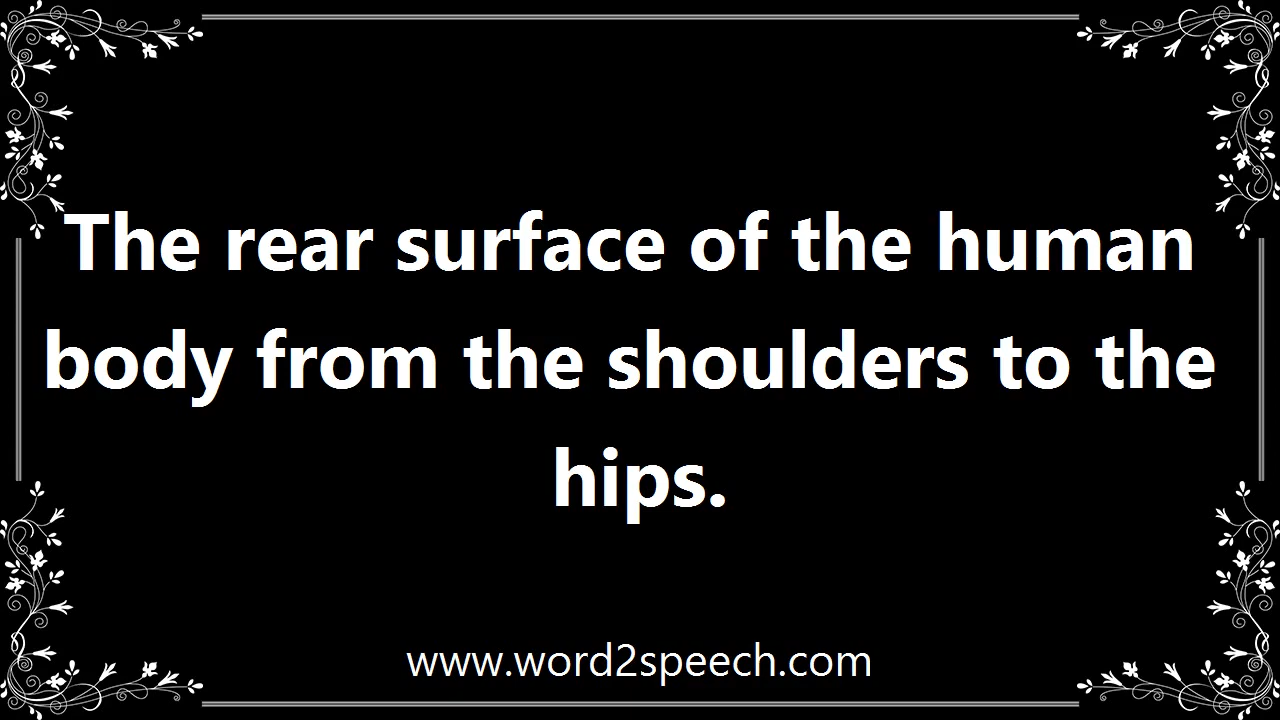 The rear surface of the human
body from the shoulders to the
hips.
www.word2speech.com